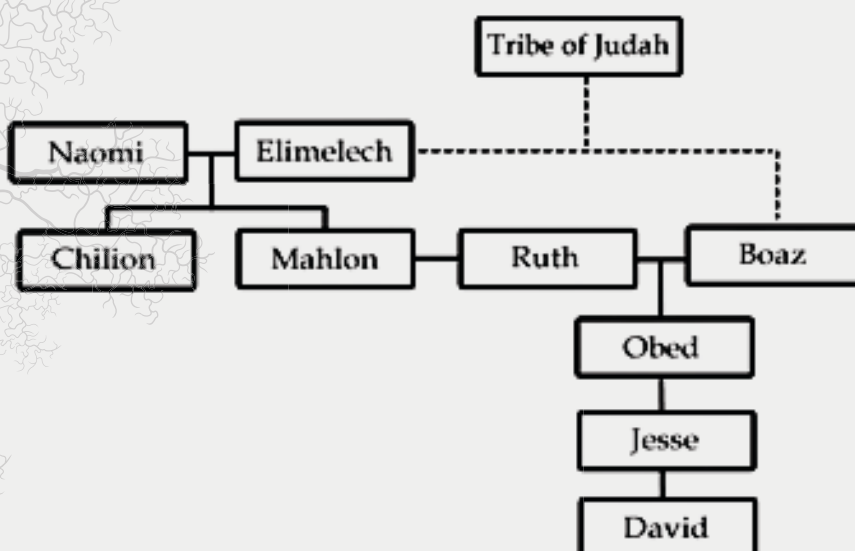 Tribe of Judah
Naomi
Elimelech
Chilion
Mahlon
Ruth
Boaz
Obed
Jesse
David